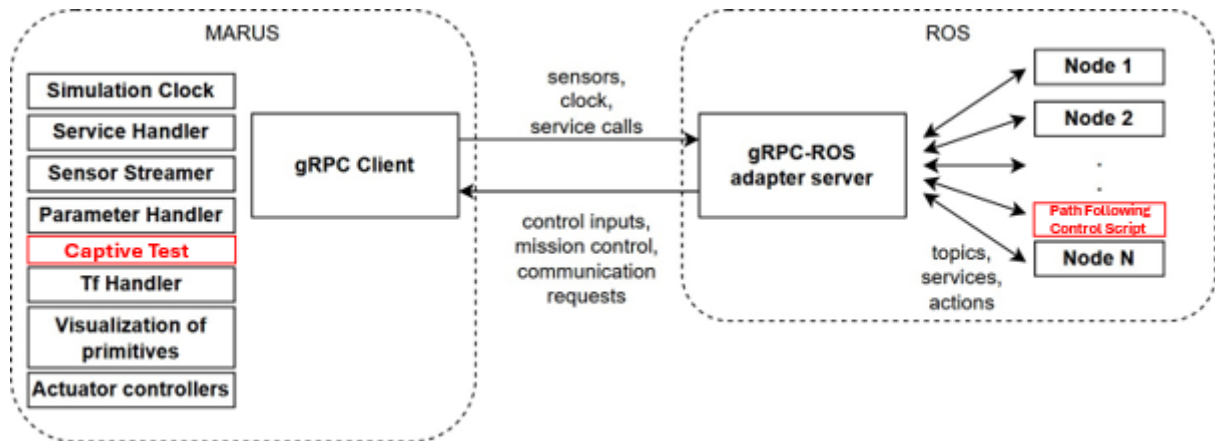 MARUS
Simulation Clock
Service Handler
Sensor Streamer
Parameter Handler
Captive Test
Tf Handler
Visualization of
primitives
Actuator controllers
gRPC Client
sensors,
clock,
service calls
control inputs,
mission control,
communication
requests
ROS
gRPC-ROS
adapter server
topics,
services,
actions
Node 1
Node 2
.
.
Path Following
Control Script
Node N